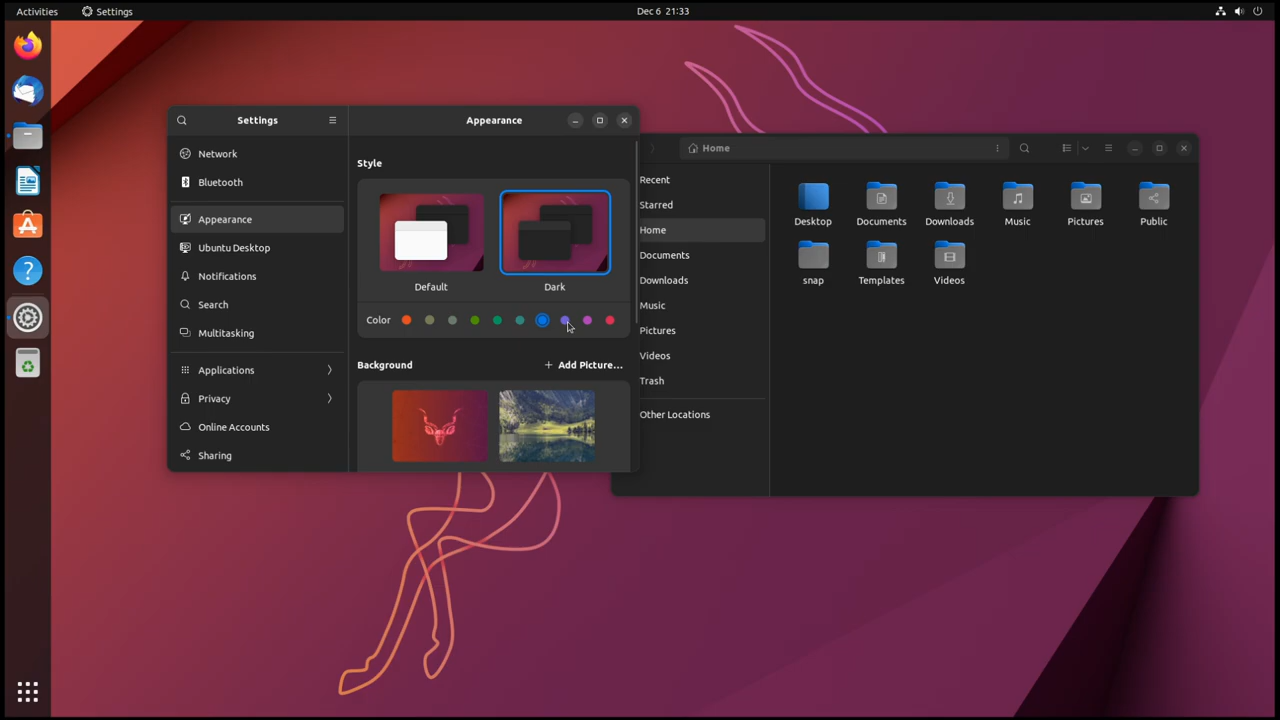 Activities
Settings
Dec 6 21:33
Settings
Appearance
Network
Bluetooth
Appearance
Ubuntu Desktop
Notifications
Search
Multitasking
Applications
Privacy
Online Accounts
Sharing
Style
Default
Dark
Color
Background
Add Picture...
Home
Recent
Starred
Home
Documents
Downloads
Music
Pictures
Videos
Trash
Other Locations
Desktop
Documents
Downloads
Music
Pictures
Public
snap
Templates
Videos